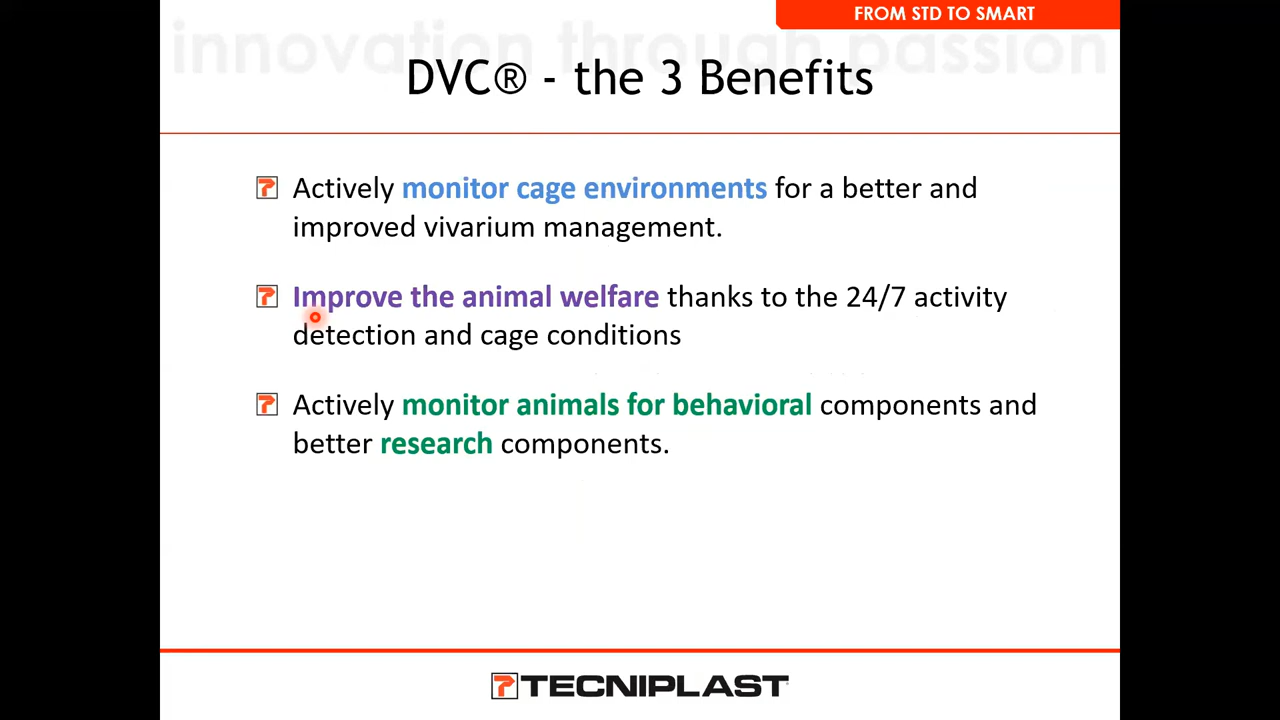 FROM STD TO SMART
innovation through passion
DVC® - the 3 Benefits
Actively monitor cage environments for a better and
improved vivarium management.
Improve the animal welfare thanks to the 24/7 activity
detection and cage conditions
Actively monitor animals for behavioral components and
better research components.
TECNIPLAST